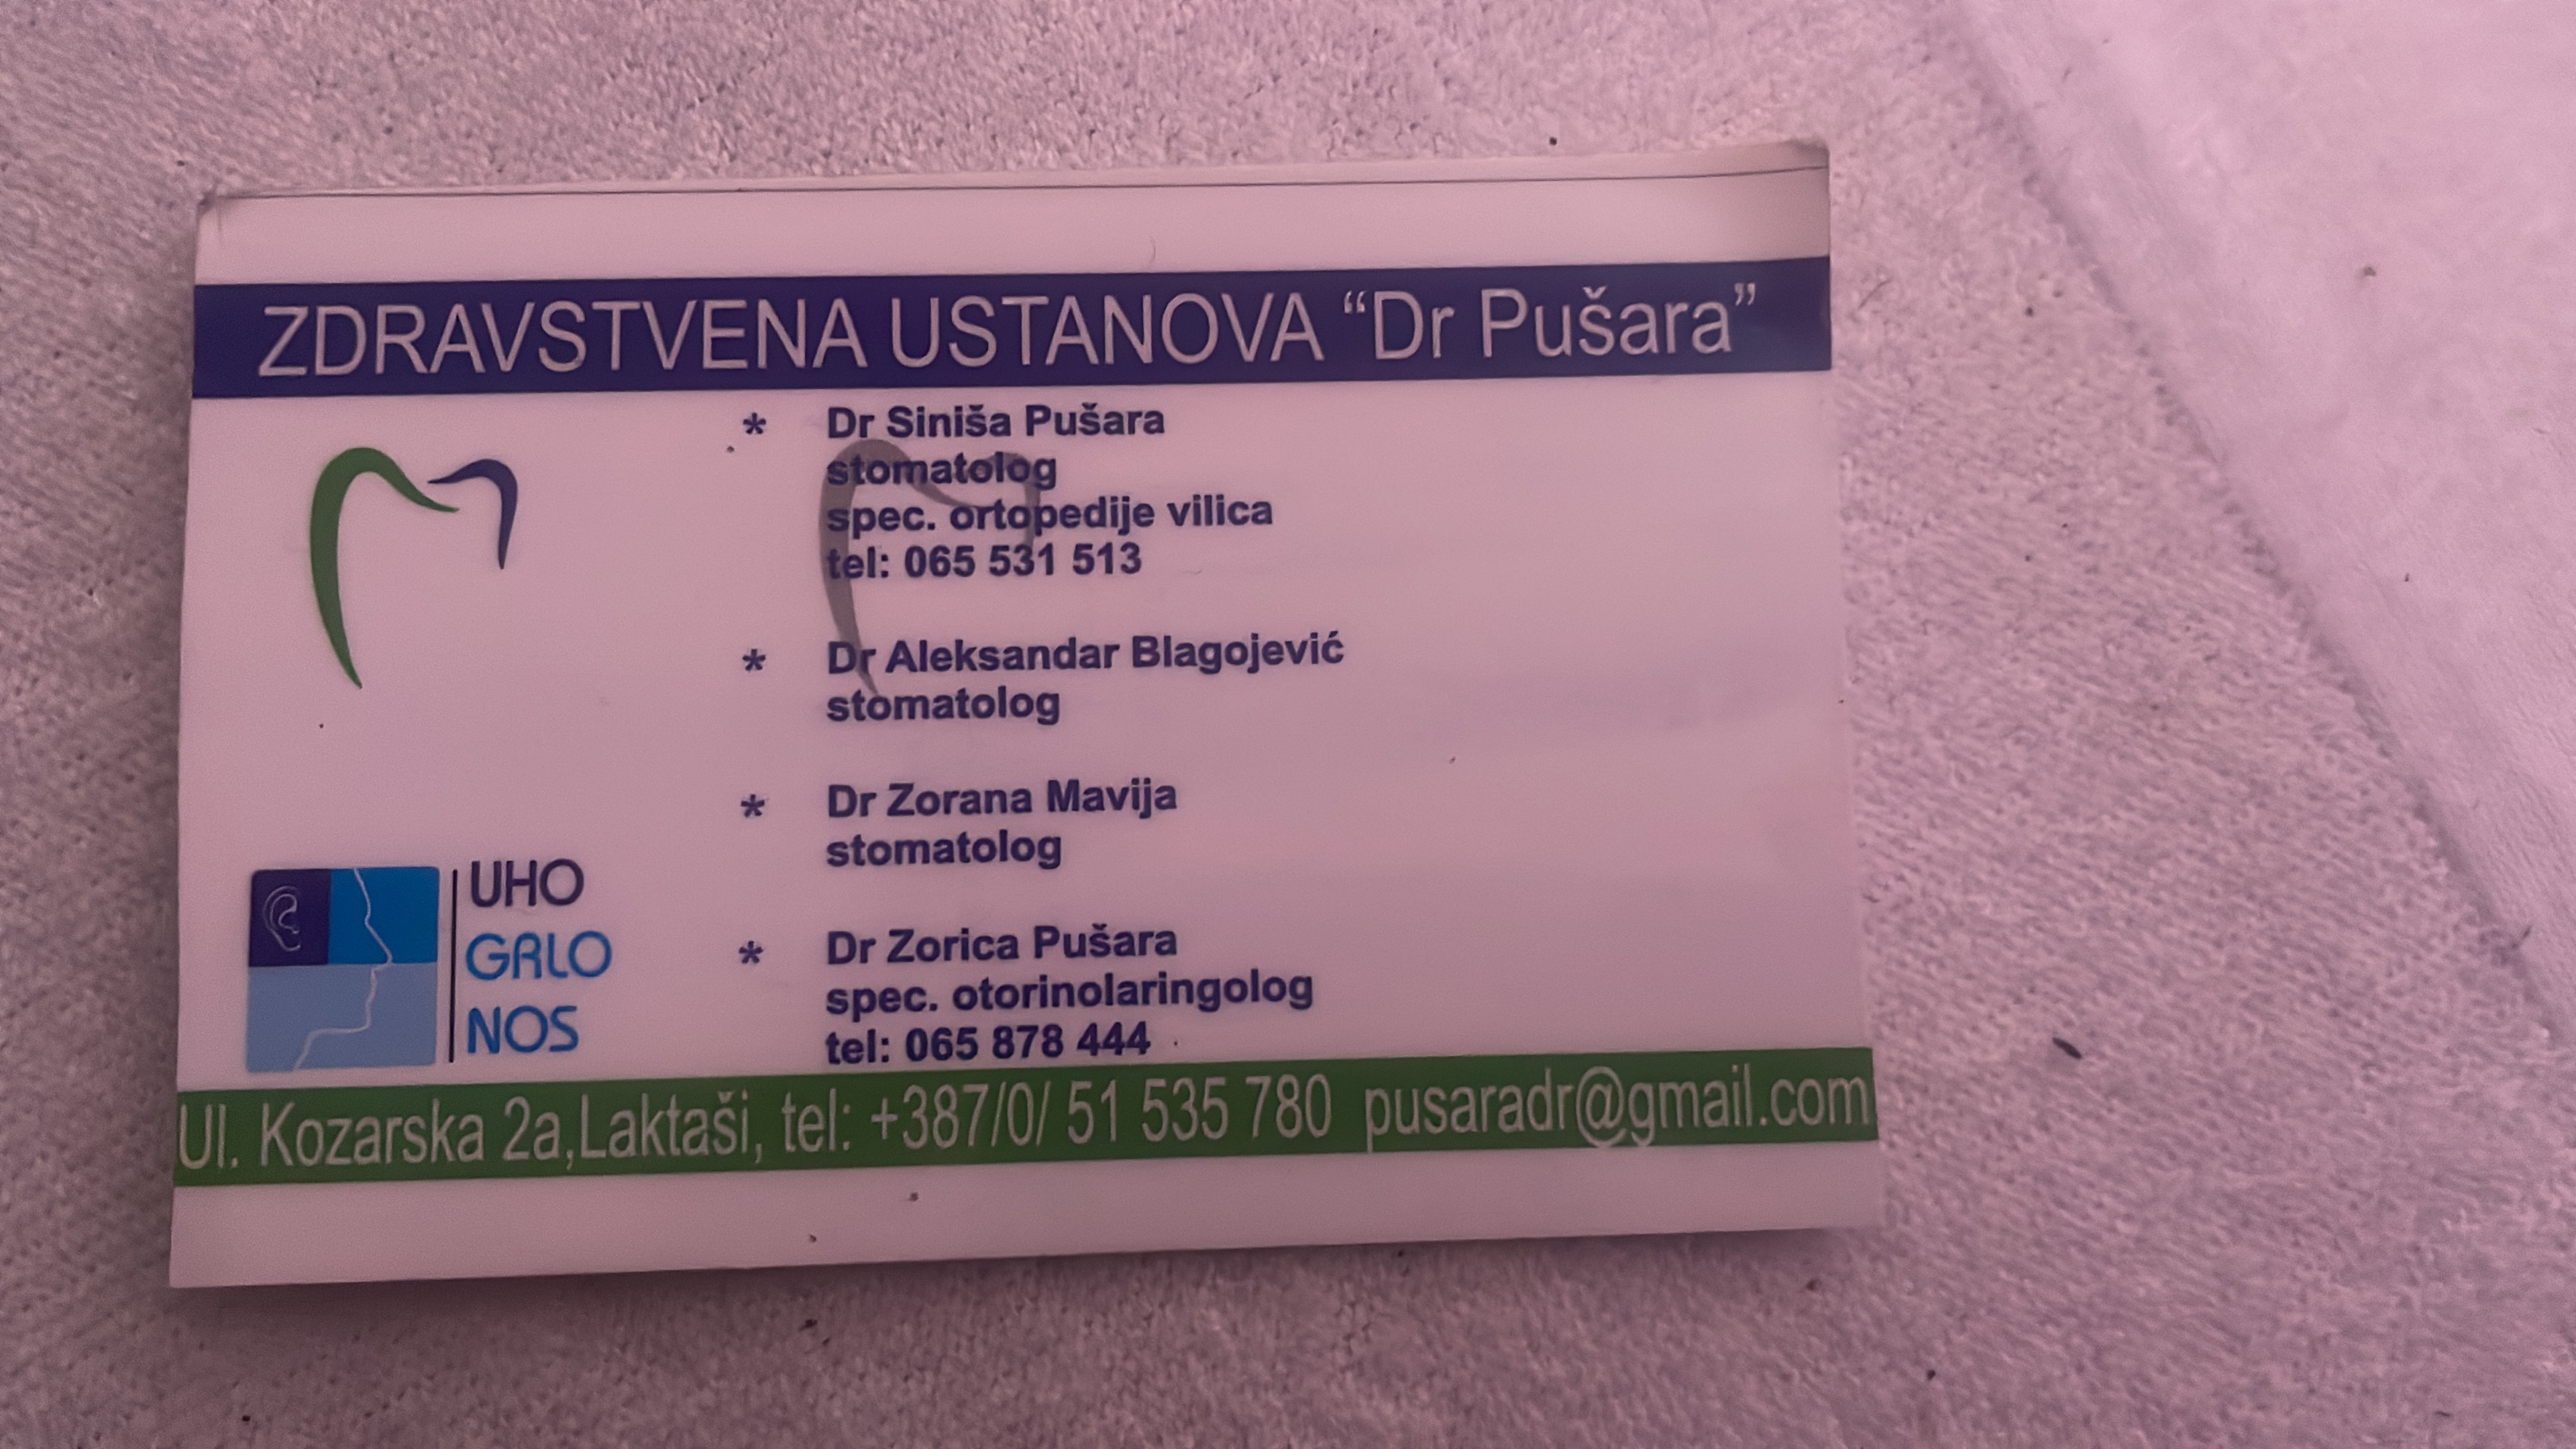 ZDRAVSTVENA USTANOVA “Dr Pušara”
* Dr Siniša Pušara
stomatolog
spec. ortopedije vilica
tel: 065 531 513
* Dr Aleksandar Blagojević
stomatolog
* Dr Zorana Mavija
stomatolog
UHO
GRLO
NOS
* Dr Zorica Pušara
spec. otorinolaringolog
tel: 065 878 444
Ul. Kozarska 2a,Laktaši, tel: +387/0/ 51 535 780 pusaradr@gmail.com